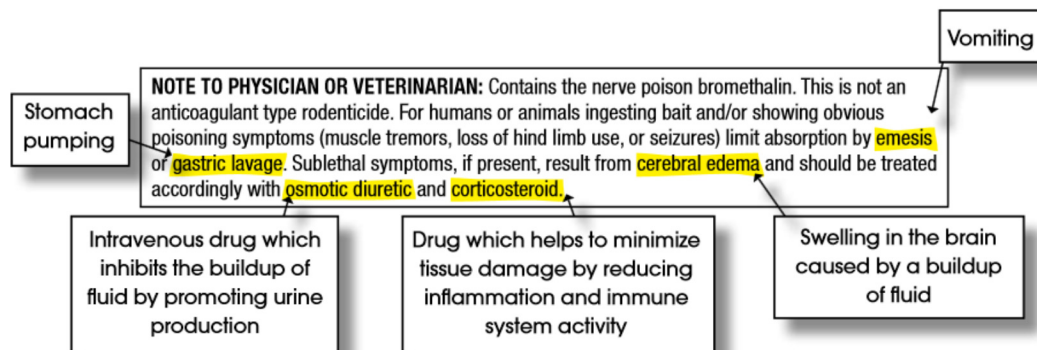 Vomiting
Stomach
pumping
NOTE TO PHYSICIAN OR VETERINARIAN: Contains the nerve poison bromethalin. This is not an
anticoagulant type rodenticide. For humans or animals ingesting bait and/or showing obvious
poisoning symptoms (muscle tremors, loss of hind limb use, or seizures) limit absorption by emesis
or gastric lavage. Sublethal symptoms, if present, result from cerebral edema and should be treated
accordingly with osmotic diuretic and corticosteroid.
Intravenous drug which
inhibits the buildup of
fluid by promoting urine
production
Drug which helps to minimize
tissue damage by reducing
inflammation and immune
system activity
Swelling in the brain
caused by a buildup
of fluid